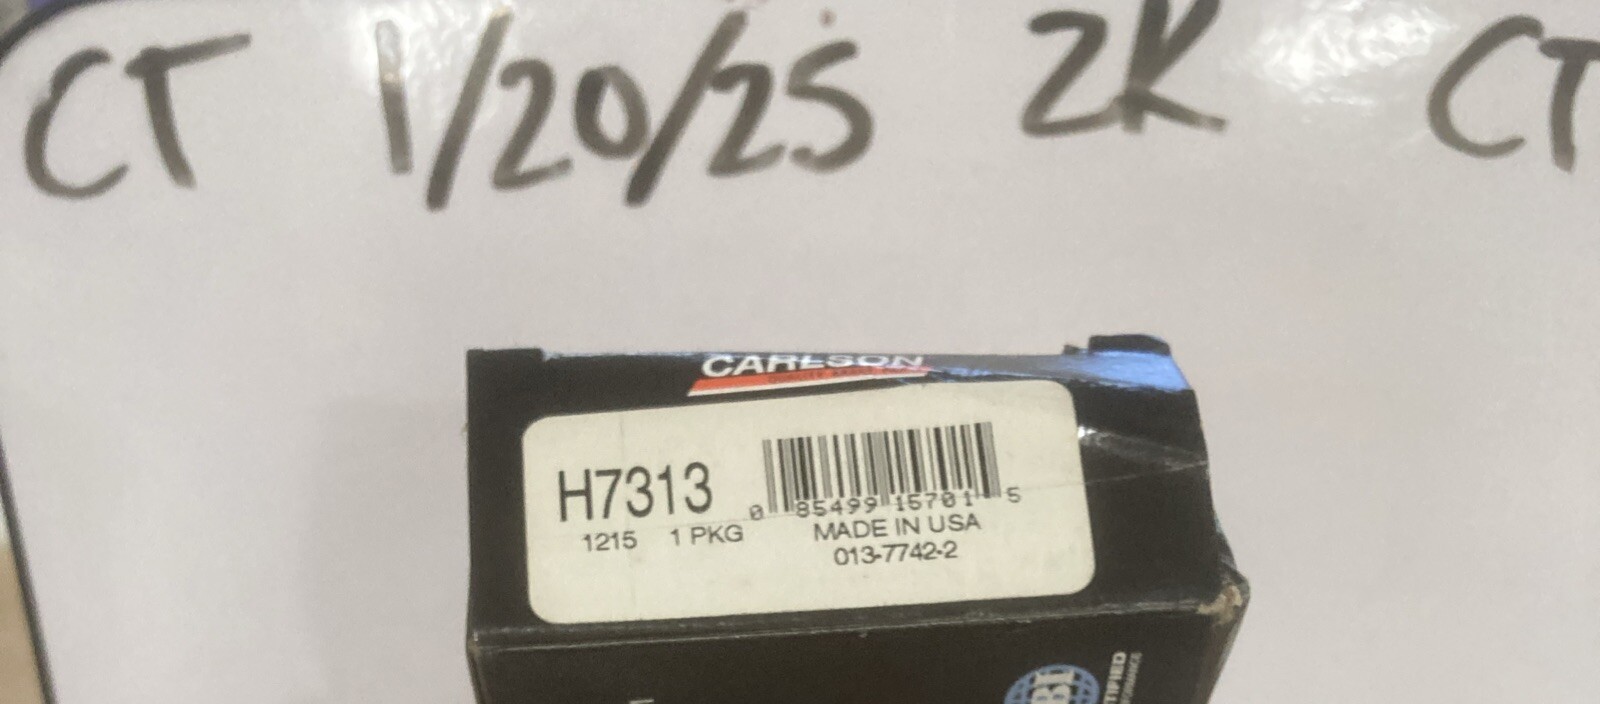 CT 1/20/25 2K CT
CARLSON
H7313
0 85499 15701 5
1215 1 PKG
MADE IN USA
013-7742-2